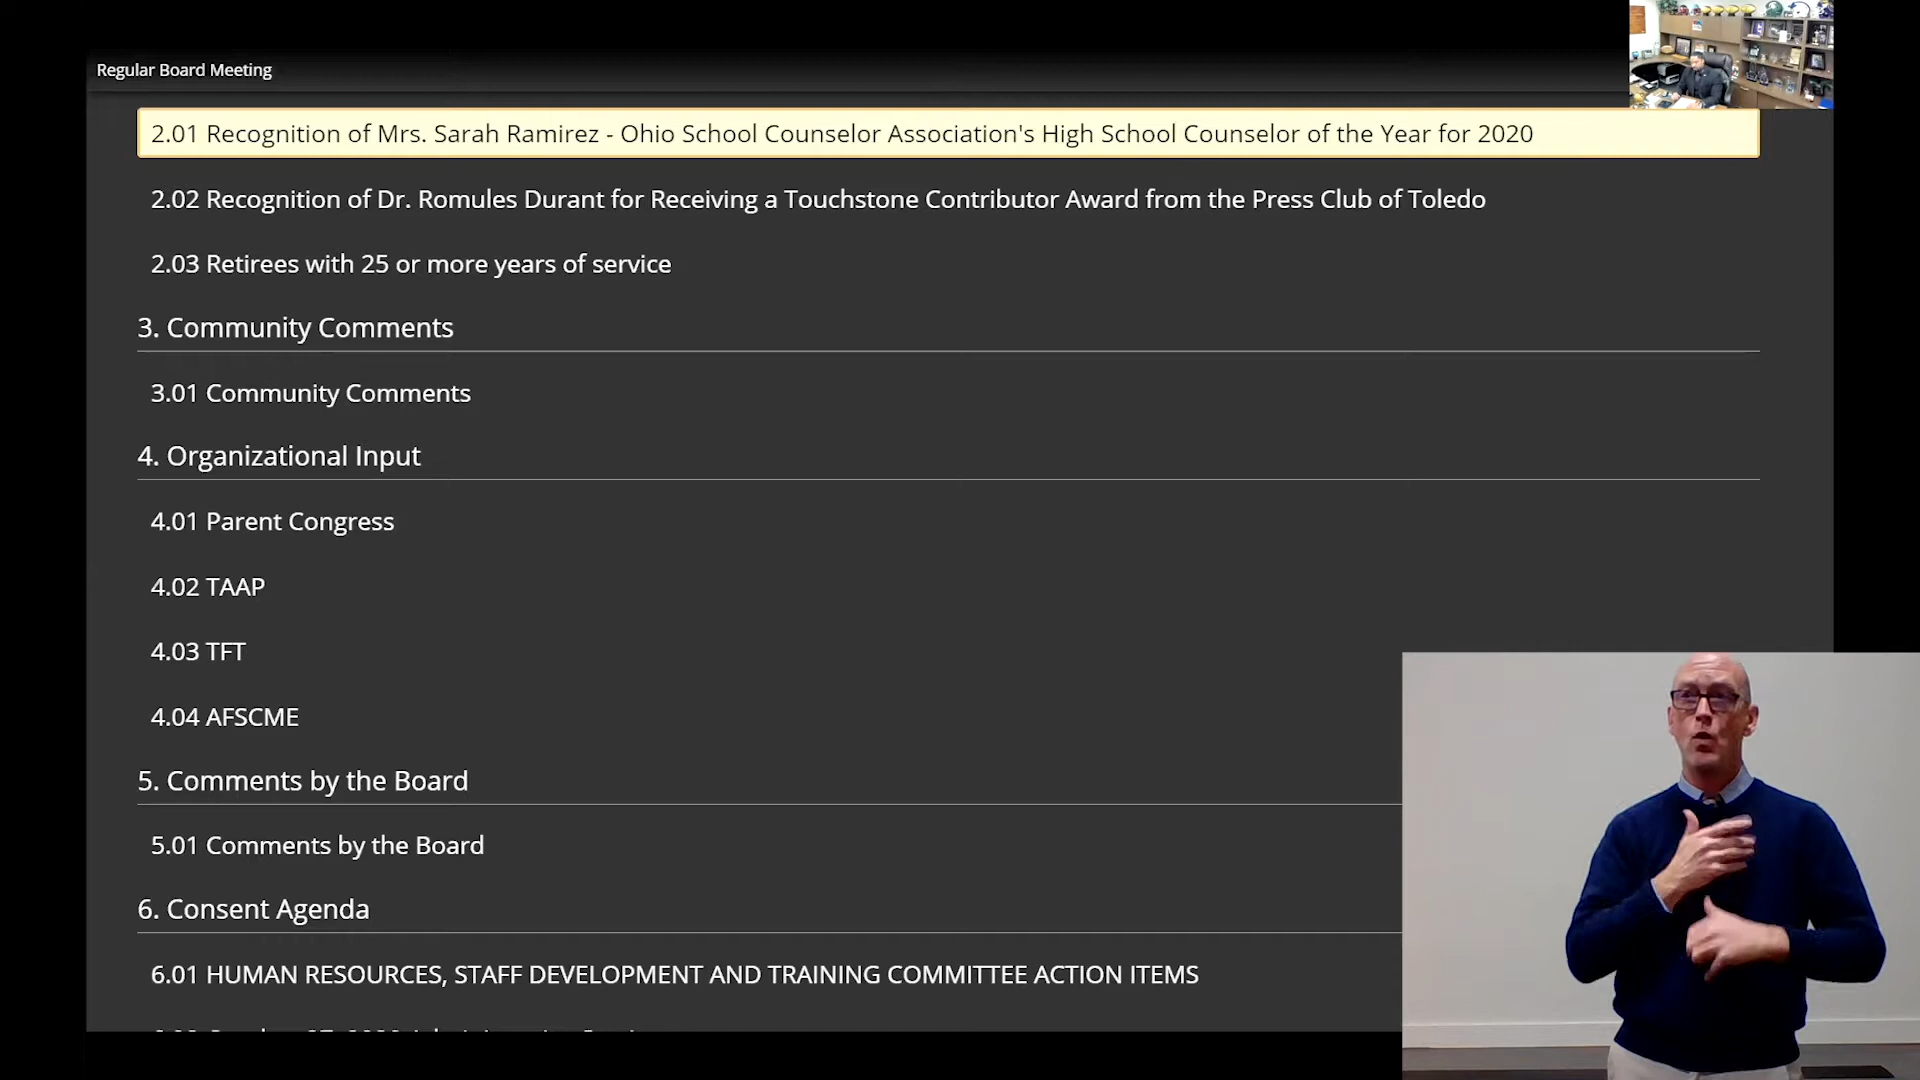 Regular Board Meeting
2.01 Recognition of Mrs. Sarah Ramirez - Ohio School Counselor Association's High School Counselor of the Year for 2020
2.02 Recognition of Dr. Romules Durant for Receiving a Touchstone Contributor Award from the Press Club of Toledo
2.03 Retirees with 25 or more years of service
3. Community Comments
3.01 Community Comments
4. Organizational Input
4.01 Parent Congress
4.02 TAAP
4.03 TFT
4.04 AFSCME
5. Comments by the Board
5.01 Comments by the Board
6. Consent Agenda
6.01 HUMAN RESOURCES, STAFF DEVELOPMENT AND TRAINING COMMITTEE ACTION ITEMS